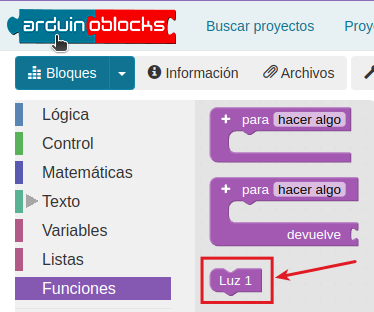 arduinoblocks
Buscar proyectos
Proye
Bloques
Información
Archivos
Lógica
Control
Matemáticas
Texto
Variables
Listas
Funciones
+ para hacer algo
+ para hacer algo
devuelve
Luz 1